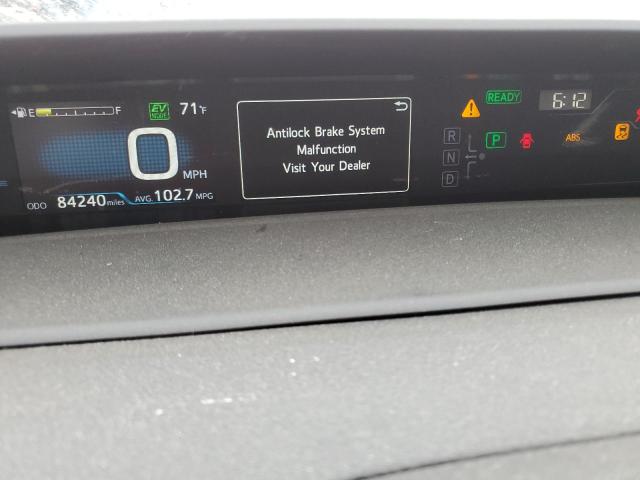 E F
EV MODE
71°F
0 MPH
ODO 84240 miles AVG. 102.7 MPG
Antilock Brake System
Malfunction
Visit Your Dealer
READY 6:12
R
N
D
P
ABS